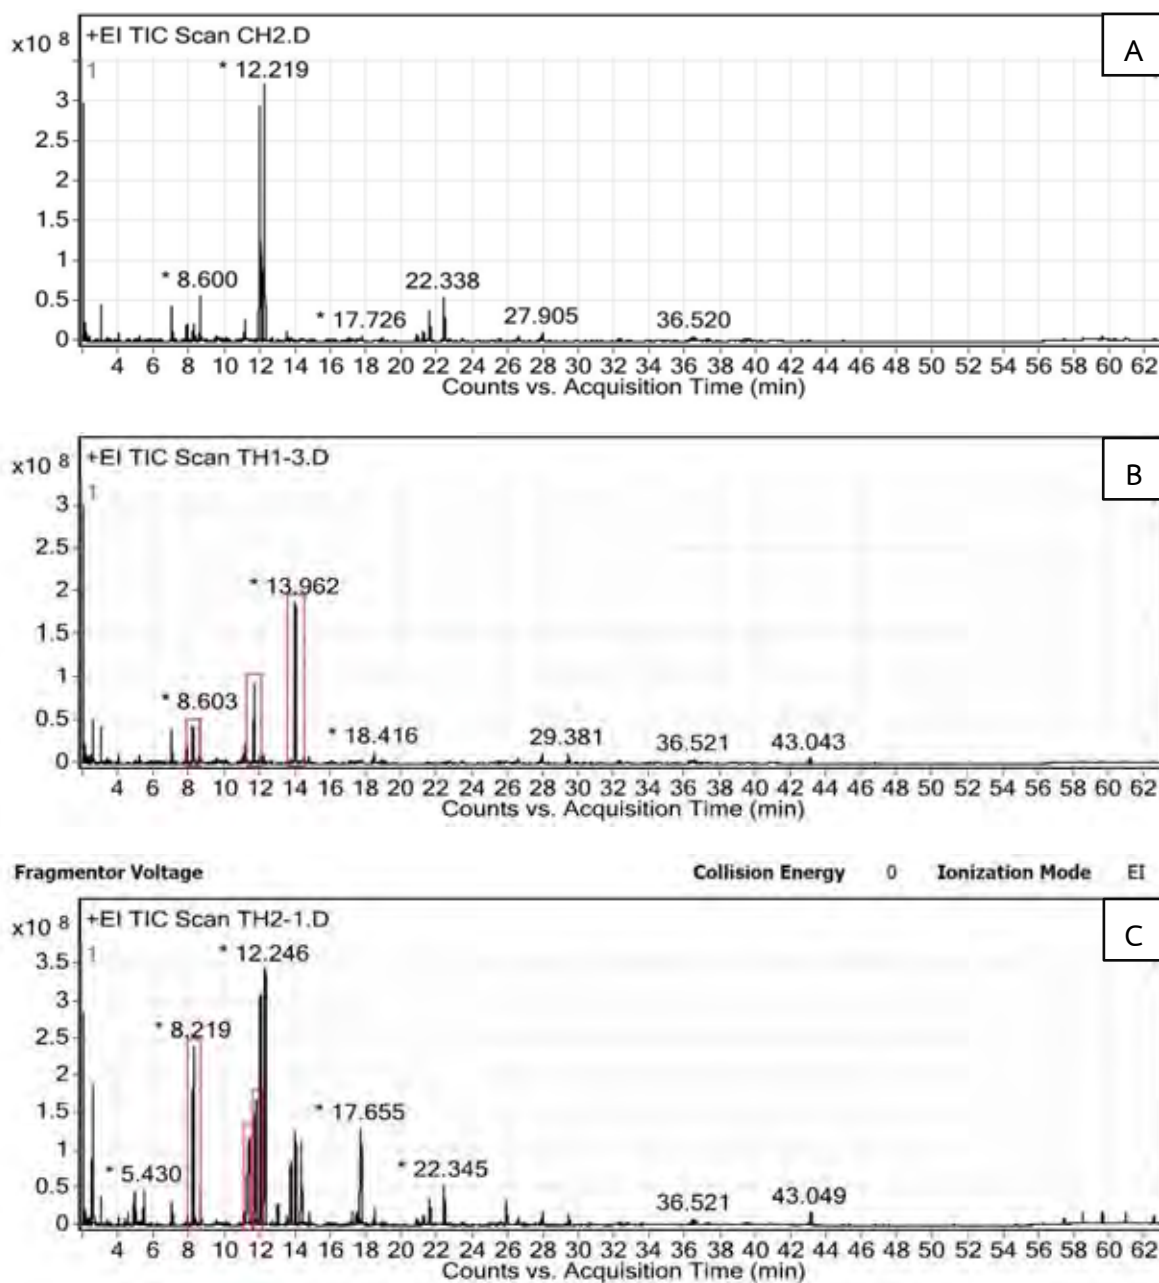 +EI TIC Scan CH2.D
A
x10 8
1
* 12.219
3
2.5
2
1.5
1
0.5
0
* 8.600
* 17.726
22.338
27.905
36.520
4 6 8 10 12 14 16 18 20 22 24 26 28 30 32 34 36 38 40 42 44 46 48 50 52 54 56 58 60 62
Counts vs. Acquisition Time (min)
+EI TIC Scan TH1-3.D
B
x10 8
1
3
2.5
2
1.5
1
0.5
0
* 13.962
* 8.603
* 18.416
29.381
36.521
43.043
4 6 8 10 12 14 16 18 20 22 24 26 28 30 32 34 36 38 40 42 44 46 48 50 52 54 56 58 60 62
Counts vs. Acquisition Time (min)
Fragmentor Voltage Collision Energy 0 Ionization Mode EI
+EI TIC Scan TH2-1.D
C
x10 8
1
* 12.246
3.5
3
2.5
2
1.5
1
0.5
0
* 8.219
* 17.655
* 5.430
* 22.345
36.521
43.049
4 6 8 10 12 14 16 18 20 22 24 26 28 30 32 34 36 38 40 42 44 46 48 50 52 54 56 58 60 62
Counts vs. Acquisition Time (min)